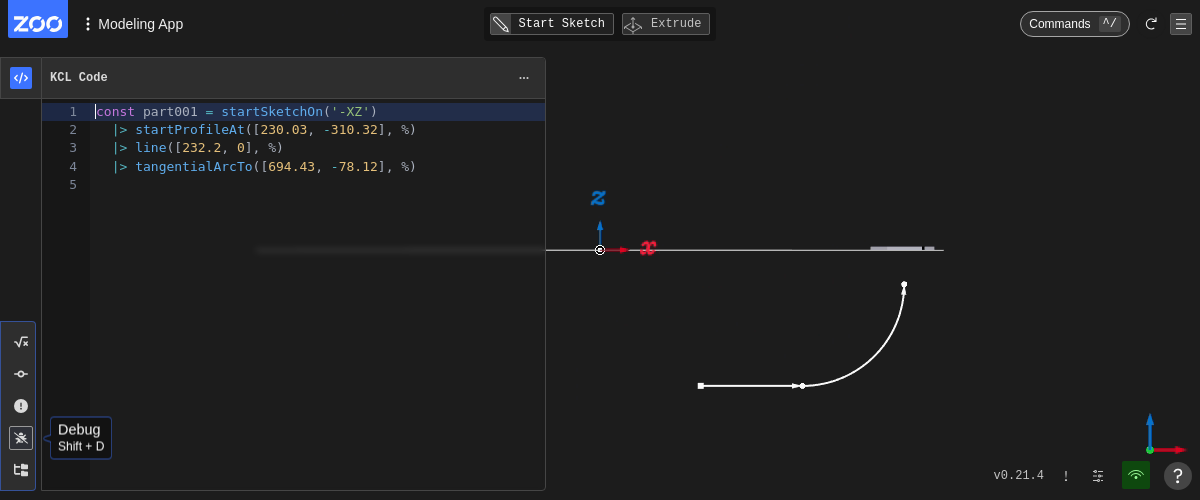 ZOO
Modeling App
Start Sketch
Extrude
Commands ^/
KCL Code
...
1 const part001 = startSketchOn('-XZ')
2 |> startProfileAt([230.03, -310.32], %)
3 |> line([232.2, 0], %)
4 |> tangentialArcTo([694.43, -78.12], %)
5
z
x
Debug
Shift + D
v0.21.4
!
?